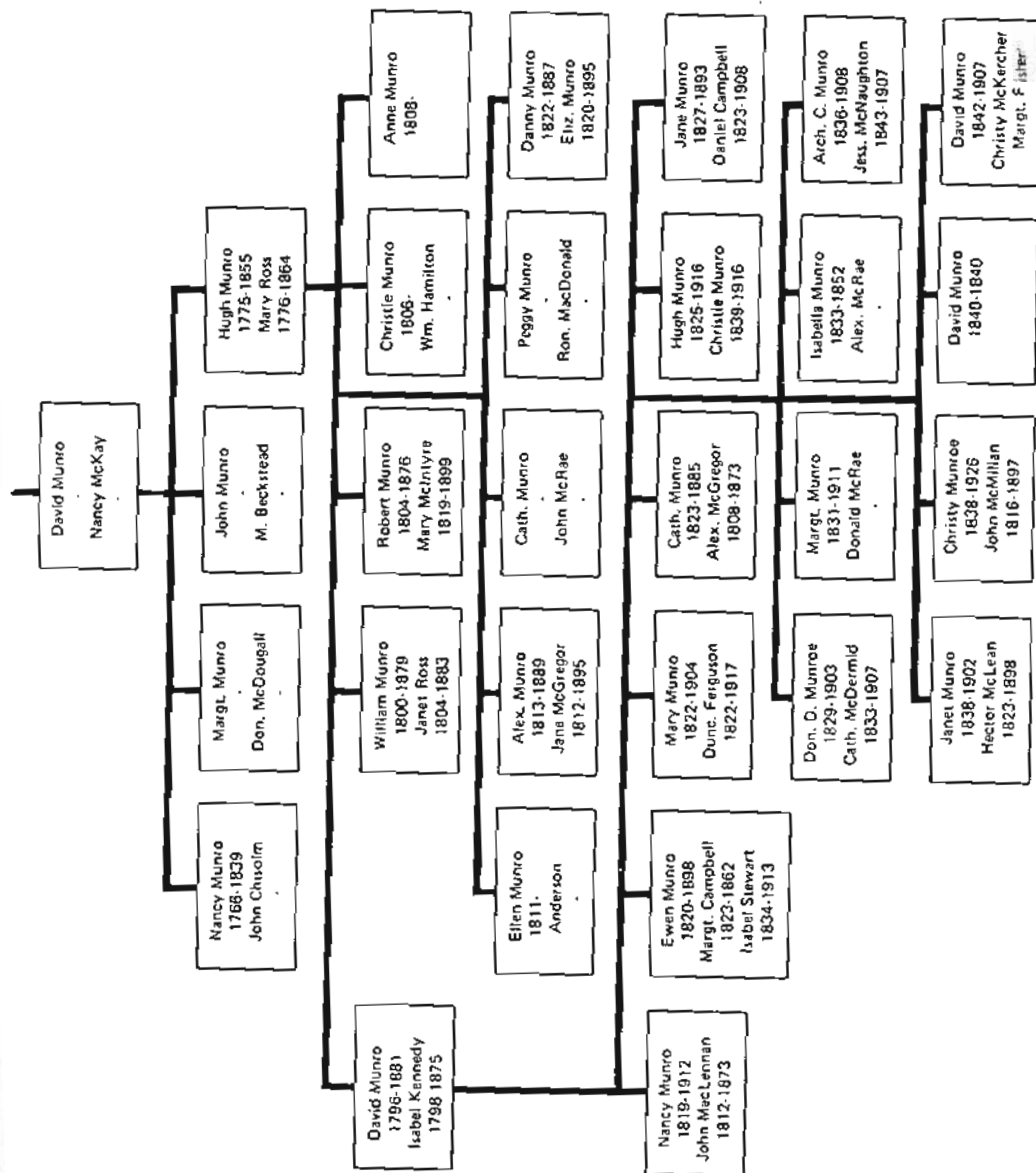 David Munro
Nancy McKay
Nancy Munro
1766-1839
John Chisolm
Margt. Munro
Don. McDougall
John Munro
M. Beckstead
Hugh Munro
1775-1855
Mary Ross
1776-1864
David Munro
1796-1881
Isabel Kennedy
1798 1875
William Munro
1800-1879
Janet Ross
1804-1883
Robert Munro
1804-1876
Mary McIntyre
1819-1899
Christie Munro
1806-
Wm. Hamilton
Anne Munro
1808-
Ellen Munro
1811-
Anderson
Alex. Munro
1813-1889
Jane McGregor
1812-1895
Cath. Munro
John McRae
Peggy Munro
Ron. MacDonald
Danny Munro
1822-1887
Eliz. Munro
1820-1895
Nancy Munro
1819-1912
John MacLennan
1812-1873
Ewen Munro
1820-1898
Margt. Campbell
1823-1862
Isabel Stewart
1834-1913
Mary Munro
1822-1904
Dunc. Ferguson
1822-1917
Cath. Munro
1823-1885
Alex. McGregor
1808-1873
Hugh Munro
1825-1916
Christie Munro
1839-1916
Jane Munro
1827-1893
Daniel Campbell
1823-1908
Don. D. Munroe
1829-1903
Cath. McDermid
1833-1907
Margt. Munro
1831-1911
Donald McRae
Isabella Munro
1833-1852
Alex. McRae
Arch. C. Munro
1836-1908
Jess. McNaughton
1843-1907
Janet Munro
1838-1902
Hector McLean
1823-1898
Christy Munroe
1838-1926
John McMillan
1816-1897
David Munro
1840-1840
David Munro
1842-1907
Christy McKercher
Margt. Fisher